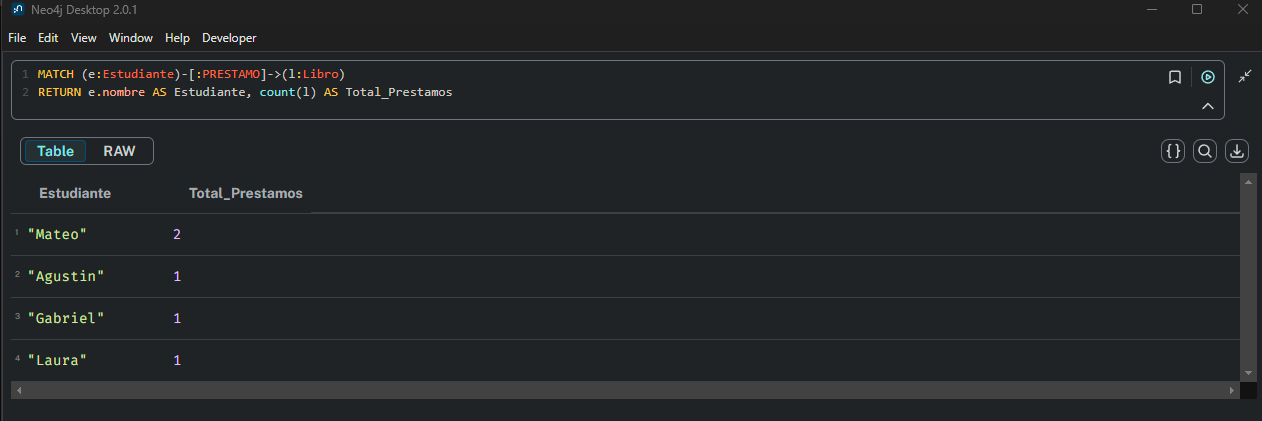 Neo4j Desktop 2.0.1
File Edit View Window Help Developer
1 MATCH (e:Estudiante)-[:PRESTAMO]->(l:Libro)
2 RETURN e.nombre AS Estudiante, count(l) AS Total_Prestamos
Table RAW
Estudiante Total_Prestamos
1 "Mateo" 2
2 "Agustin" 1
3 "Gabriel" 1
4 "Laura" 1